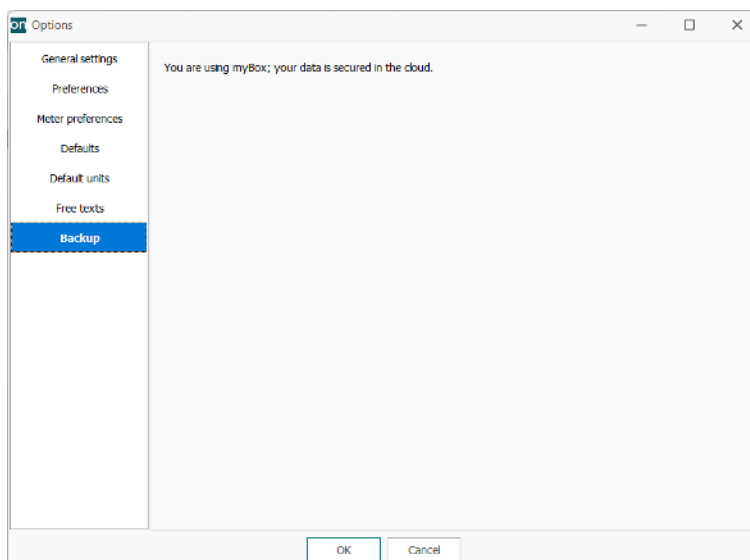 on Options
General settings
You are using myBox; your data is secured in the cloud.
Preferences
Meter preferences
Defaults
Default units
Free texts
Backup
OK Cancel